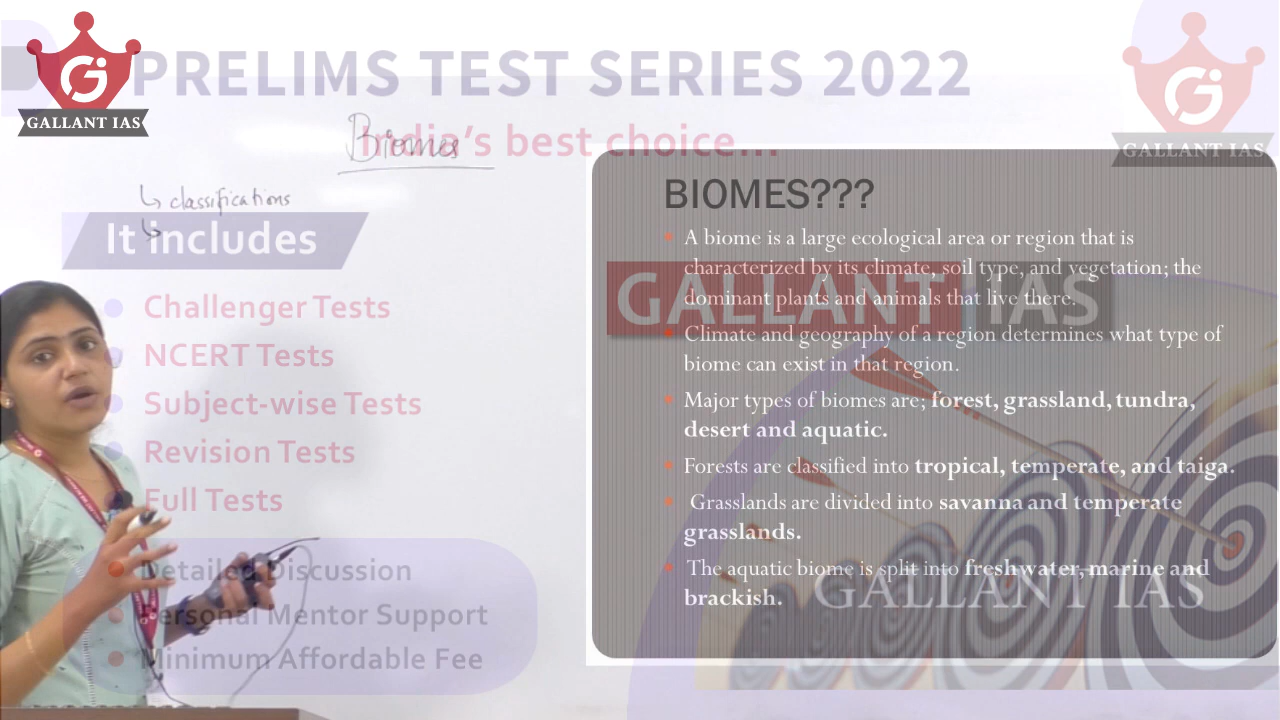 PRELIMS TEST SERIES 2022
GALLANT IAS
GALLANT IAS
India's best choice...
Biomes
↳ classifications
↳
It includes
Challenger Tests
NCERT Tests
Subject-wise Tests
Revision Tests
Full Tests
Detailed Discussion
Personal Mentor Support
Minimum Affordable Fee
BIOMES???
• A biome is a large ecological area or region that is
characterized by its climate, soil type, and vegetation; the
dominant plants and animals that live there.
• Climate and geography of a region determines what type of
biome can exist in that region.
• Major types of biomes are; forest, grassland, tundra,
desert and aquatic.
• Forests are classified into tropical, temperate, and taiga.
• Grasslands are divided into savanna and temperate
grasslands.
• The aquatic biome is split into freshwater, marine and
brackish.
GALLANT IAS
GALLANT IAS